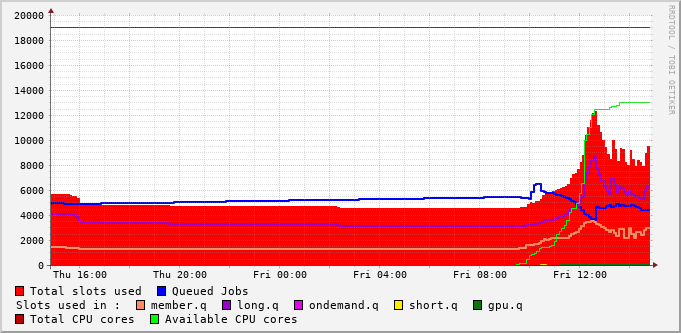 20000
18000
16000
14000
12000
10000
8000
6000
4000
2000
0
Thu 16:00 Thu 20:00 Fri 00:00 Fri 04:00 Fri 08:00 Fri 12:00
Total slots used Queued Jobs
Slots used in : member.q long.q ondemand.q short.q gpu.q
Total CPU cores Available CPU cores
RRDTOOL / TOBI OETIKER